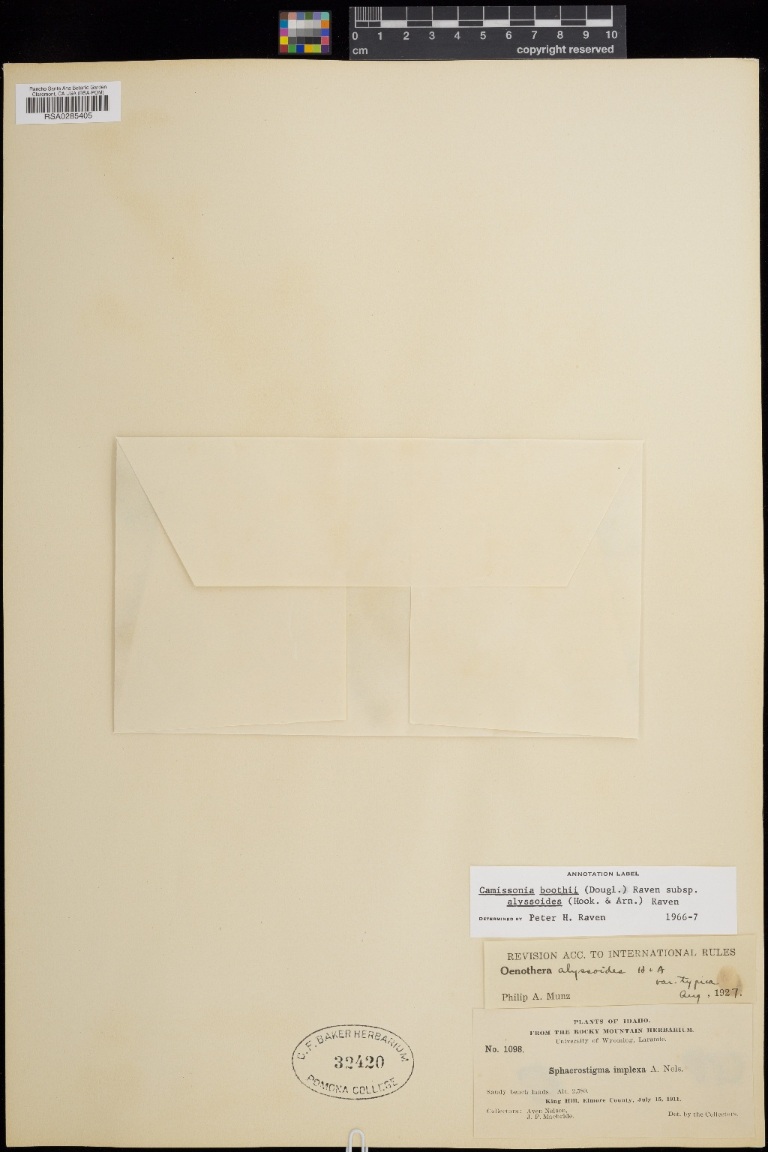 0 1 2 3 4 5 6 7 8 9 10
cm
copyright reserved
Rancho Santa Ana Botanic Garden
Claremont, CA USA (RSA-POM)
RSA0285405
ANNOTATION LABEL
Camissonia boothii (Dougl.) Raven subsp.
alyssoides (Hook. & Arn.) Raven
DETERMINED BY Peter H. Raven 1966-7
REVISION ACC. TO INTERNATIONAL RULES
Oenothera alyssoides H & A
var. typica
Philip A. Munz Aug. 1927.
PLANTS OF IDAHO.
FROM THE ROCKY MOUNTAIN HERBARIUM.
University of Wyoming, Laramie.
No. 1098.
Sphaerostigma implexa A. Nels.
Sandy bench lands. Alt. 2,780.
King Hill, Elmore County, July 15, 1911.
Collectors: Aven Nelson,
J. F. Macbride.
Det. by the Collectors.
C. F. BAKER HERBARIUM
32420
POMONA COLLEGE